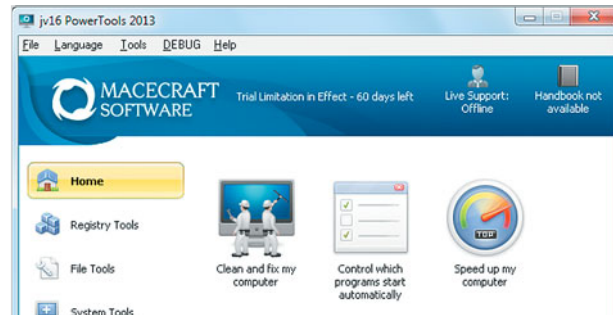 jv16 PowerTools 2013
File Language Tools DEBUG Help
MACECRAFT
SOFTWARE
Trial Limitation in Effect - 60 days left
Live Support:
Offline
Handbook not
available
Home
Registry Tools
File Tools
System Tools
Clean and fix my
computer
Control which
programs start
automatically
TOP
Speed up my
computer